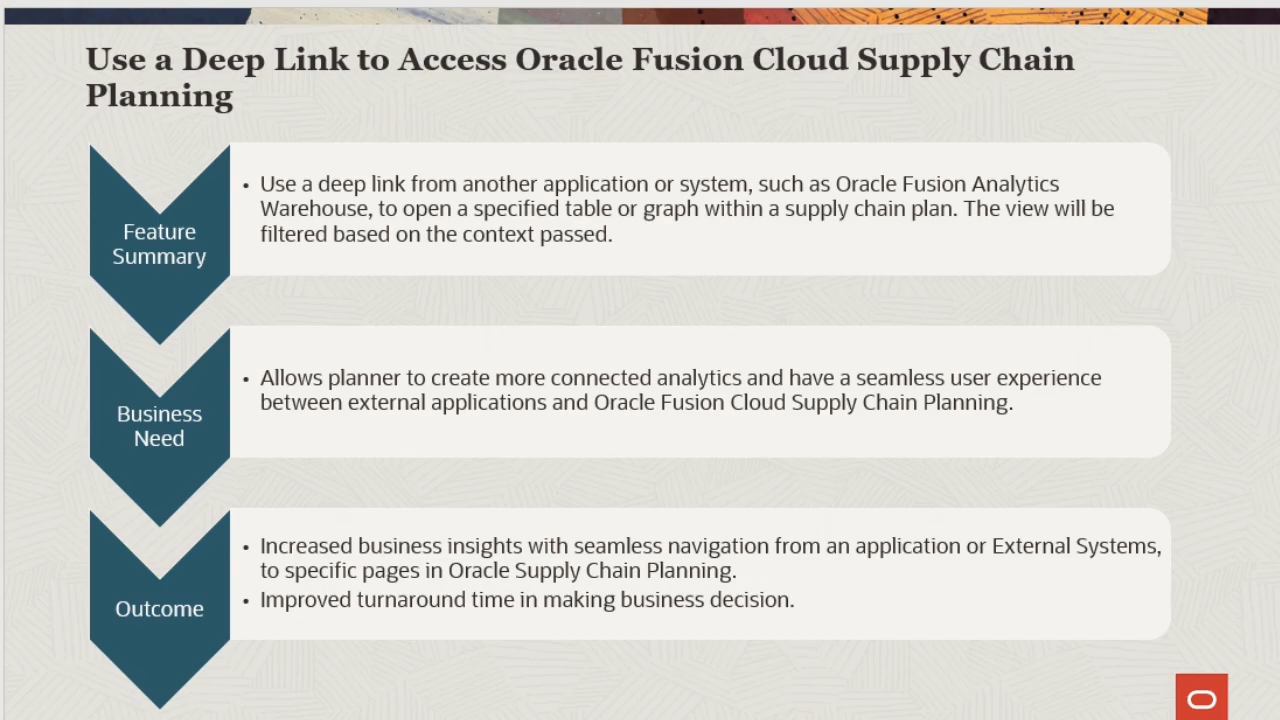 Use a Deep Link to Access Oracle Fusion Cloud Supply Chain
Planning
Feature
Summary
• Use a deep link from another application or system, such as Oracle Fusion Analytics
Warehouse, to open a specified table or graph within a supply chain plan. The view will be
filtered based on the context passed.
Business
Need
• Allows planner to create more connected analytics and have a seamless user experience
between external applications and Oracle Fusion Cloud Supply Chain Planning.
Outcome
• Increased business insights with seamless navigation from an application or External Systems,
to specific pages in Oracle Supply Chain Planning.
• Improved turnaround time in making business decision.